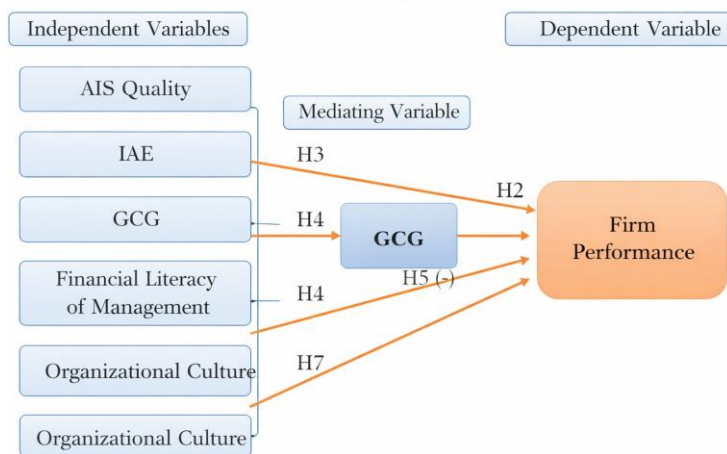 Independent Variables
Dependent Variable
AIS Quality
Mediating Variable
IAE
H3
H2
GCG
H4
GCG
Firm
Performance
Financial Literacy
of Management
H4
H5 (-)
Organizational Culture
H7
Organizational Culture